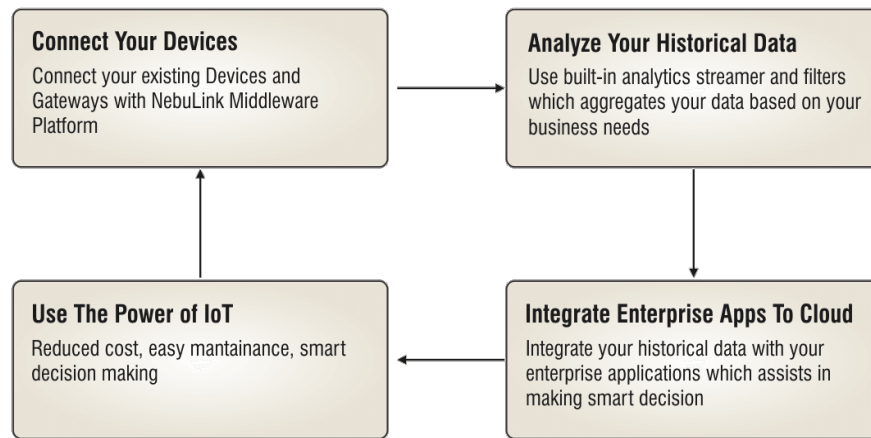 Connect Your Devices
Connect your existing Devices and
Gateways with NebuLink Middleware
Platform
Analyze Your Historical Data
Use built-in analytics streamer and filters
which aggregates your data based on your
business needs
Use The Power of IoT
Reduced cost, easy mantainance, smart
decision making
Integrate Enterprise Apps To Cloud
Integrate your historical data with your
enterprise applications which assists in
making smart decision